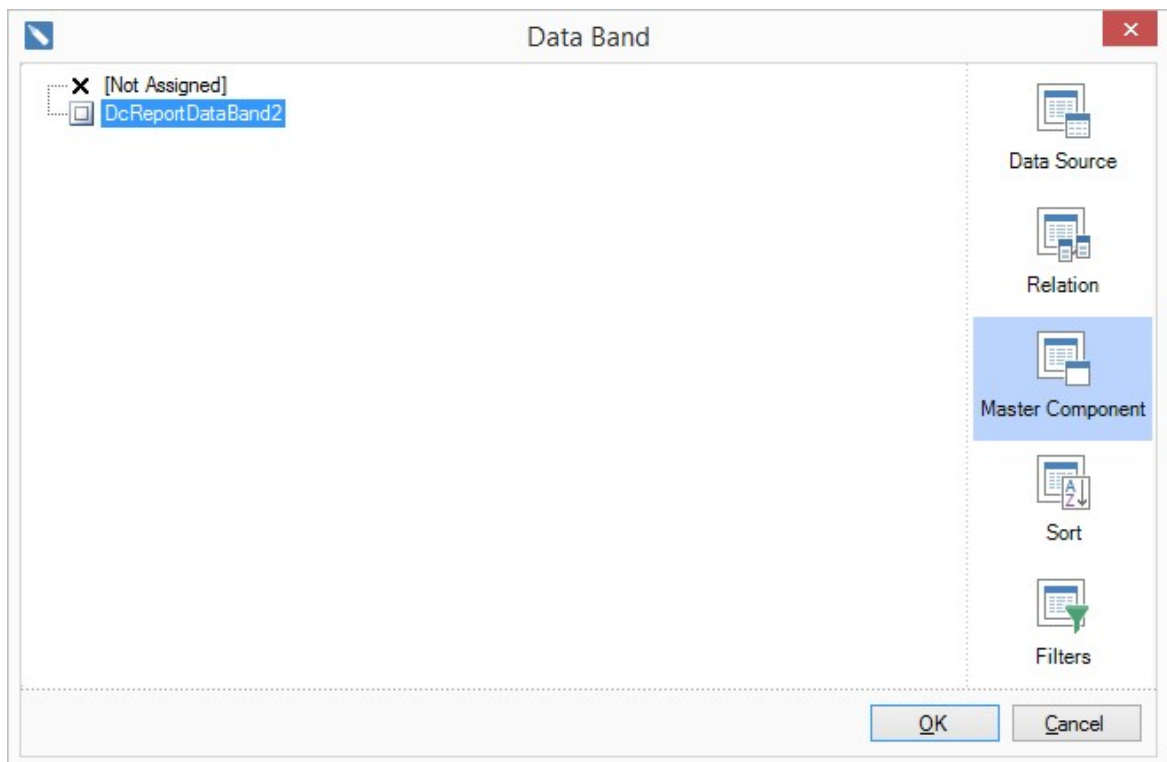 Data Band
[Not Assigned]
DcReportDataBand2
Data Source
Relation
Master Component
Sort
Filters
OK
Cancel